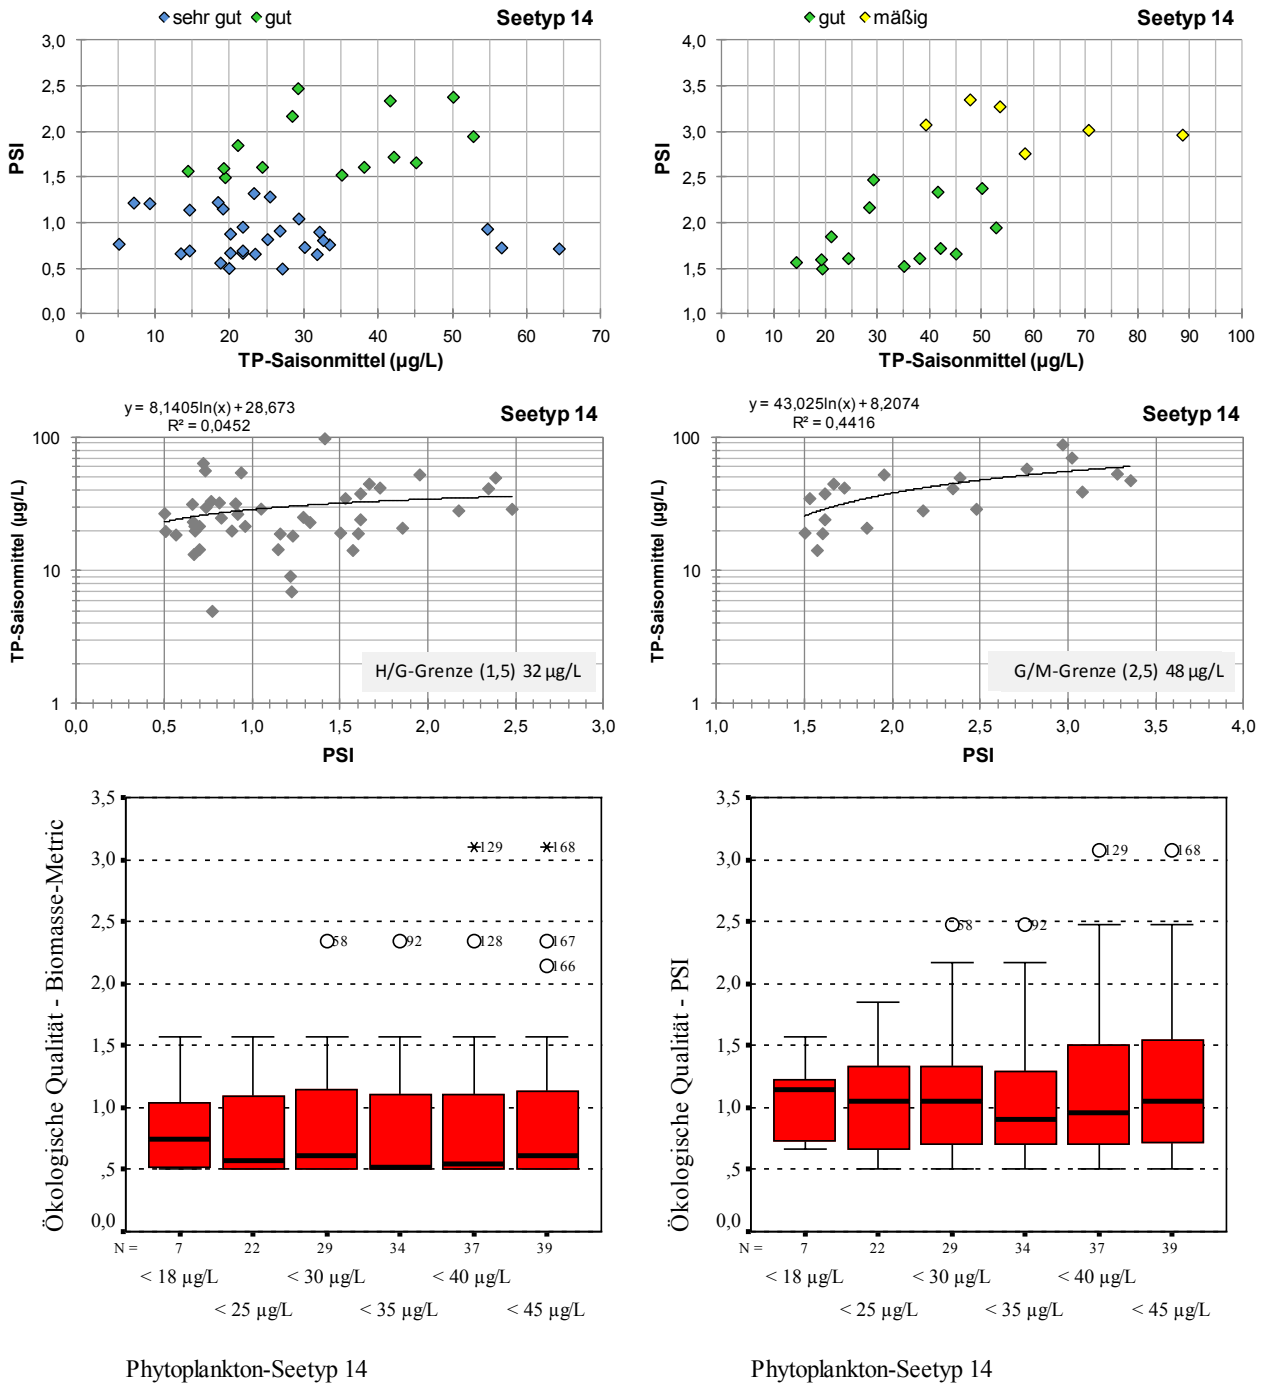 sehr gut gut Seetyp 14
3,0
2,5
2,0
1,5
1,0
0,5
0,0
PSI
0 10 20 30 40 50 60 70
TP-Saisonmittel (µg/L)
gut mäßig Seetyp 14
4,0
3,5
3,0
2,5
2,0
1,5
1,0
PSI
0 10 20 30 40 50 60 70 80 90 100
TP-Saisonmittel (µg/L)
y = 8,1405ln(x) + 28,673
R² = 0,0452
Seetyp 14
100
10
1
TP-Saisonmittel (µg/L)
H/G-Grenze (1,5) 32 µg/L
0,0 0,5 1,0 1,5 2,0 2,5 3,0
PSI
y = 43,025ln(x) + 8,2074
R² = 0,4416
Seetyp 14
100
10
1
TP-Saisonmittel (µg/L)
G/M-Grenze (2,5) 48 µg/L
1,0 1,5 2,0 2,5 3,0 3,5 4,0
PSI
Ökologische Qualität - Biomasse-Metric
3,5
3,0
2,5
2,0
1,5
1,0
,5
0,0
129 168
58 92 128 167
166
N = 7 22 29 34 37 39
< 18 µg/L < 30 µg/L < 40 µg/L
< 25 µg/L < 35 µg/L < 45 µg/L
Phytoplankton-Seetyp 14
Ökologische Qualität - PSI
3,5
3,0
2,5
2,0
1,5
1,0
,5
0,0
129 168
58 92
N = 7 22 29 34 37 39
< 18 µg/L < 30 µg/L < 40 µg/L
< 25 µg/L < 35 µg/L < 45 µg/L
Phytoplankton-Seetyp 14